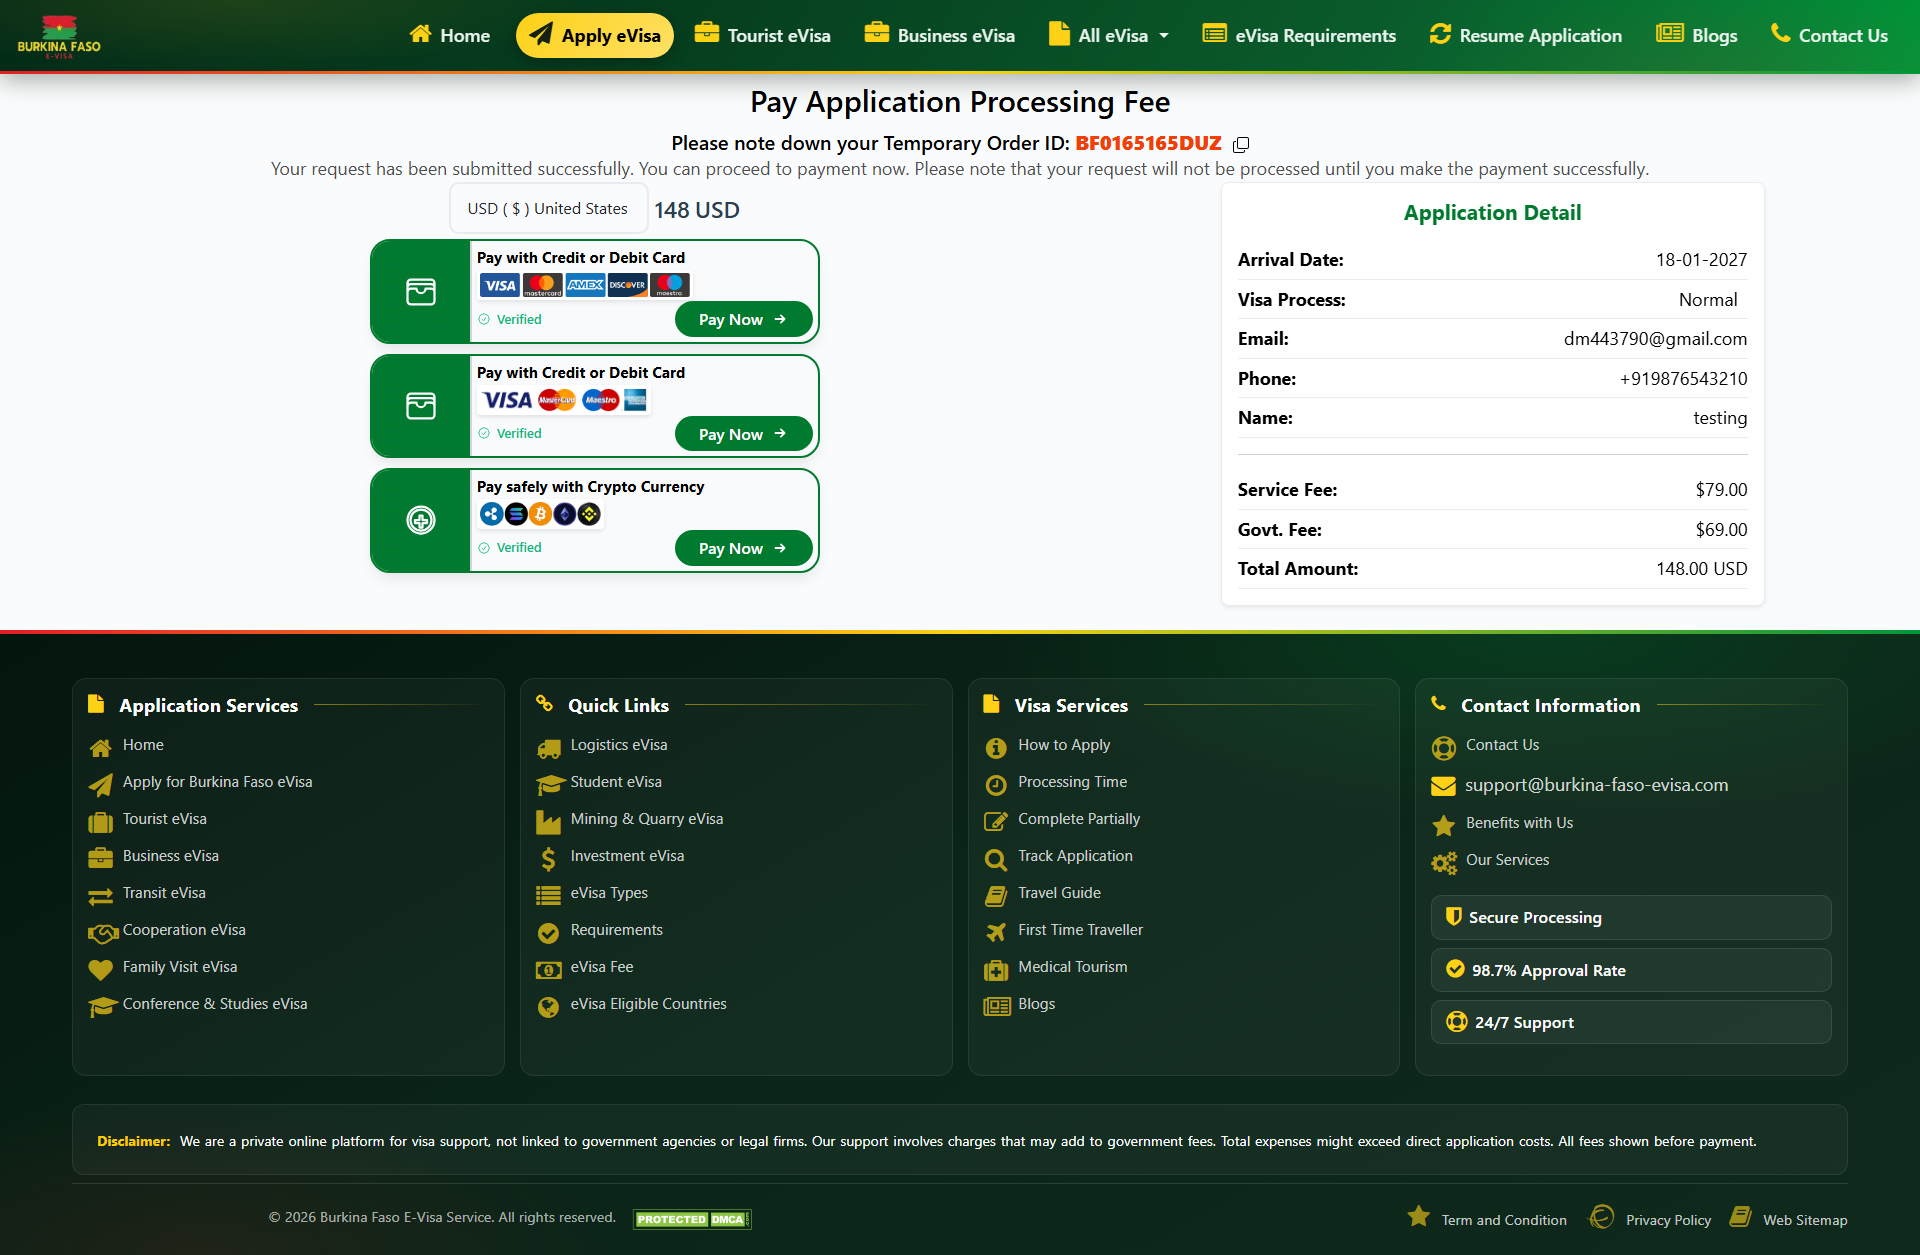 BURKINA FASO
E-VISA
Home
Apply eVisa
Tourist eVisa
Business eVisa
All eVisa
eVisa Requirements
Resume Application
Blogs
Contact Us
Pay Application Processing Fee
Please note down your Temporary Order ID: BF0165165DUZ
Your request has been submitted successfully. You can proceed to payment now. Please note that your request will not be processed until you make the payment successfully.
USD ( $ ) United States
148 USD
Pay with Credit or Debit Card
VISA mastercard AMEX DISCOVER maestro
Verified
Pay Now
Pay with Credit or Debit Card
VISA MasterCard Maestro
Verified
Pay Now
Pay safely with Crypto Currency
Verified
Pay Now
Application Detail
Arrival Date: 18-01-2027
Visa Process: Normal
Email: dm443790@gmail.com
Phone: +919876543210
Name: testing
Service Fee: $79.00
Govt. Fee: $69.00
Total Amount: 148.00 USD
Application Services
Home
Apply for Burkina Faso eVisa
Tourist eVisa
Business eVisa
Transit eVisa
Cooperation eVisa
Family Visit eVisa
Conference & Studies eVisa
Quick Links
Logistics eVisa
Student eVisa
Mining & Quarry eVisa
Investment eVisa
eVisa Types
Requirements
eVisa Fee
eVisa Eligible Countries
Visa Services
How to Apply
Processing Time
Complete Partially
Track Application
Travel Guide
First Time Traveller
Medical Tourism
Blogs
Contact Information
Contact Us
support@burkina-faso-evisa.com
Benefits with Us
Our Services
Secure Processing
98.7% Approval Rate
24/7 Support
Disclaimer: We are a private online platform for visa support, not linked to government agencies or legal firms. Our support involves charges that may add to government fees. Total expenses might exceed direct application costs. All fees shown before payment.
© 2026 Burkina Faso E-Visa Service. All rights reserved.
PROTECTED DMCA
Term and Condition
Privacy Policy
Web Sitemap